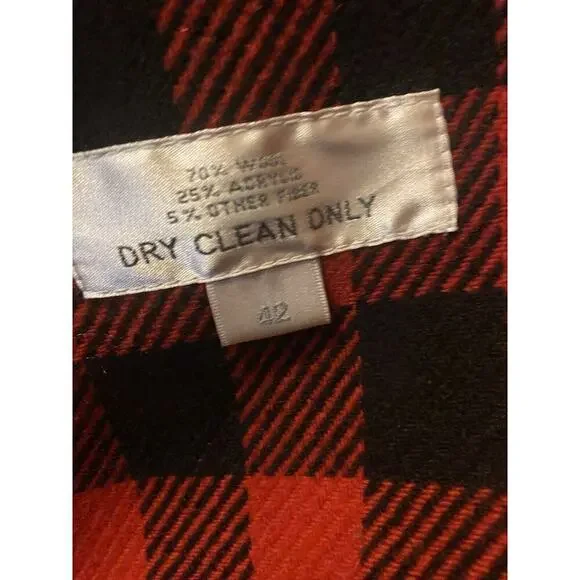 70% WOOL
25% ACRYLIC
5% OTHER FIBER
DRY CLEAN ONLY
42